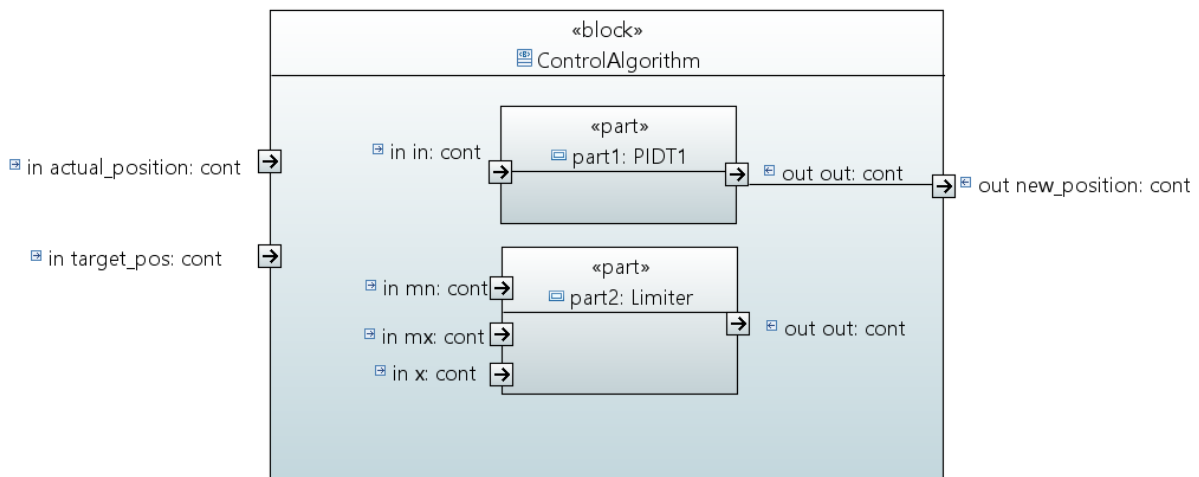 «block»
ControlAlgorithm
«part»
part1: PIDT1
in in: cont
out out: cont
in actual_position: cont
out new_position: cont
in target_pos: cont
«part»
part2: Limiter
in mn: cont
in mx: cont
out out: cont
in x: cont